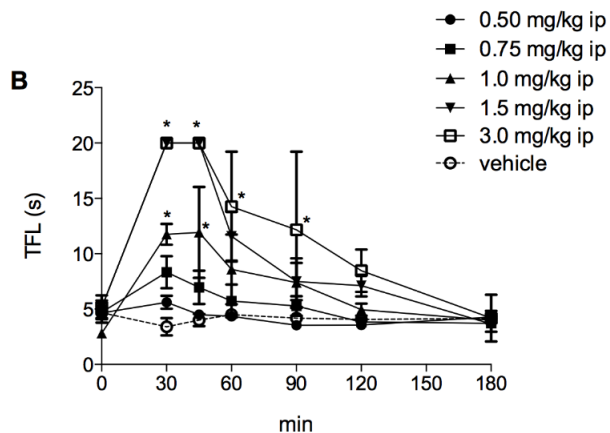 0.50 mg/kg ip
0.75 mg/kg ip
1.0 mg/kg ip
1.5 mg/kg ip
3.0 mg/kg ip
vehicle
B
25
20
15
10
5
0
TFL (s)
* *
*
*
*
*
0 30 60 90 120 150 180
min